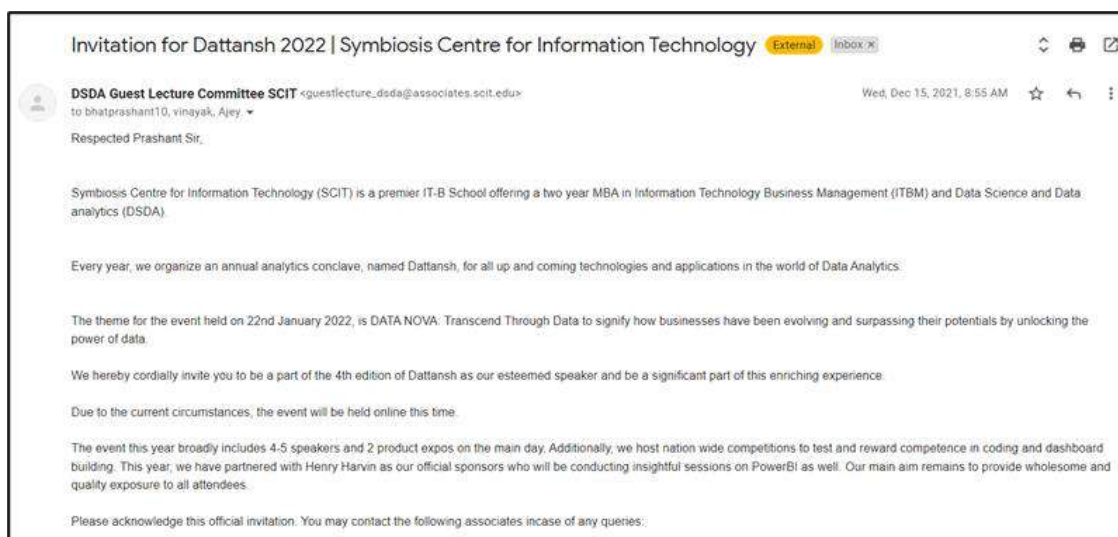 Invitation for Dattansh 2022 | Symbiosis Centre for Information Technology External Inbox ×
DSDA Guest Lecture Committee SCIT <guestlecture_dsda@associates.scit.edu> Wed, Dec 15, 2021, 8:55 AM
to bhatprashant10, vinayak, Ajey
Respected Prashant Sir,
Symbiosis Centre for Information Technology (SCIT) is a premier IT-B School offering a two year MBA in Information Technology Business Management (ITBM) and Data Science and Data
analytics (DSDA).
Every year, we organize an annual analytics conclave, named Dattansh, for all up and coming technologies and applications in the world of Data Analytics.
The theme for the event held on 22nd January 2022, is DATA NOVA: Transcend Through Data to signify how businesses have been evolving and surpassing their potentials by unlocking the
power of data.
We hereby cordially invite you to be a part of the 4th edition of Dattansh as our esteemed speaker and be a significant part of this enriching experience.
Due to the current circumstances, the event will be held online this time.
The event this year broadly includes 4-5 speakers and 2 product expos on the main day. Additionally, we host nation wide competitions to test and reward competence in coding and dashboard
building. This year, we have partnered with Henry Harvin as our official sponsors who will be conducting insightful sessions on PowerBI as well. Our main aim remains to provide wholesome and
quality exposure to all attendees.
Please acknowledge this official invitation. You may contact the following associates incase of any queries: